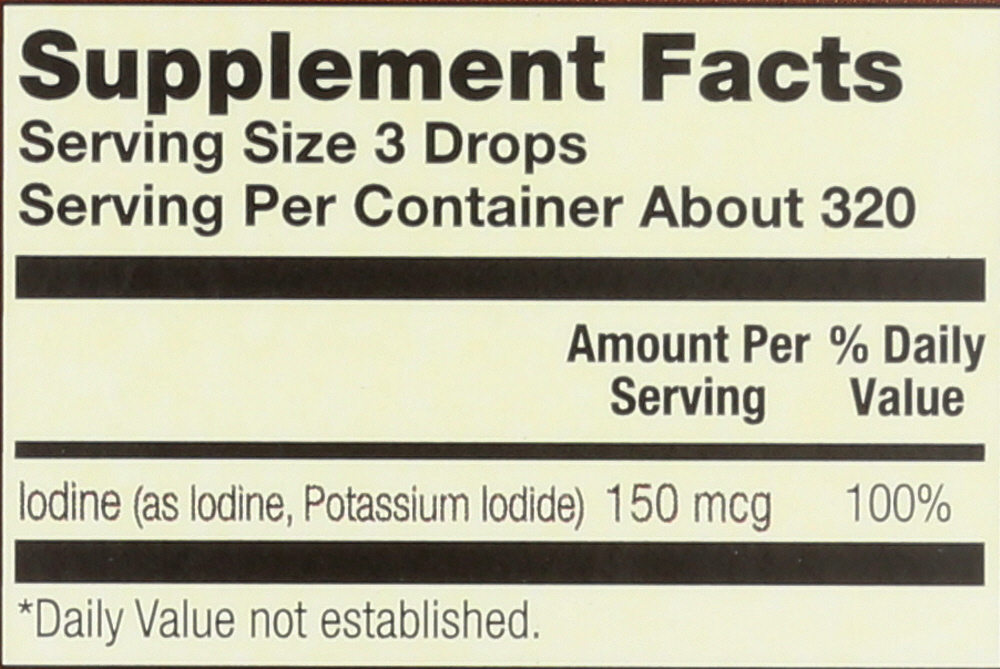 Supplement Facts
Serving Size 3 Drops
Serving Per Container About 320
Amount Per % Daily
Serving Value
Iodine (as Iodine, Potassium Iodide) 150 mcg 100%
*Daily Value not established.